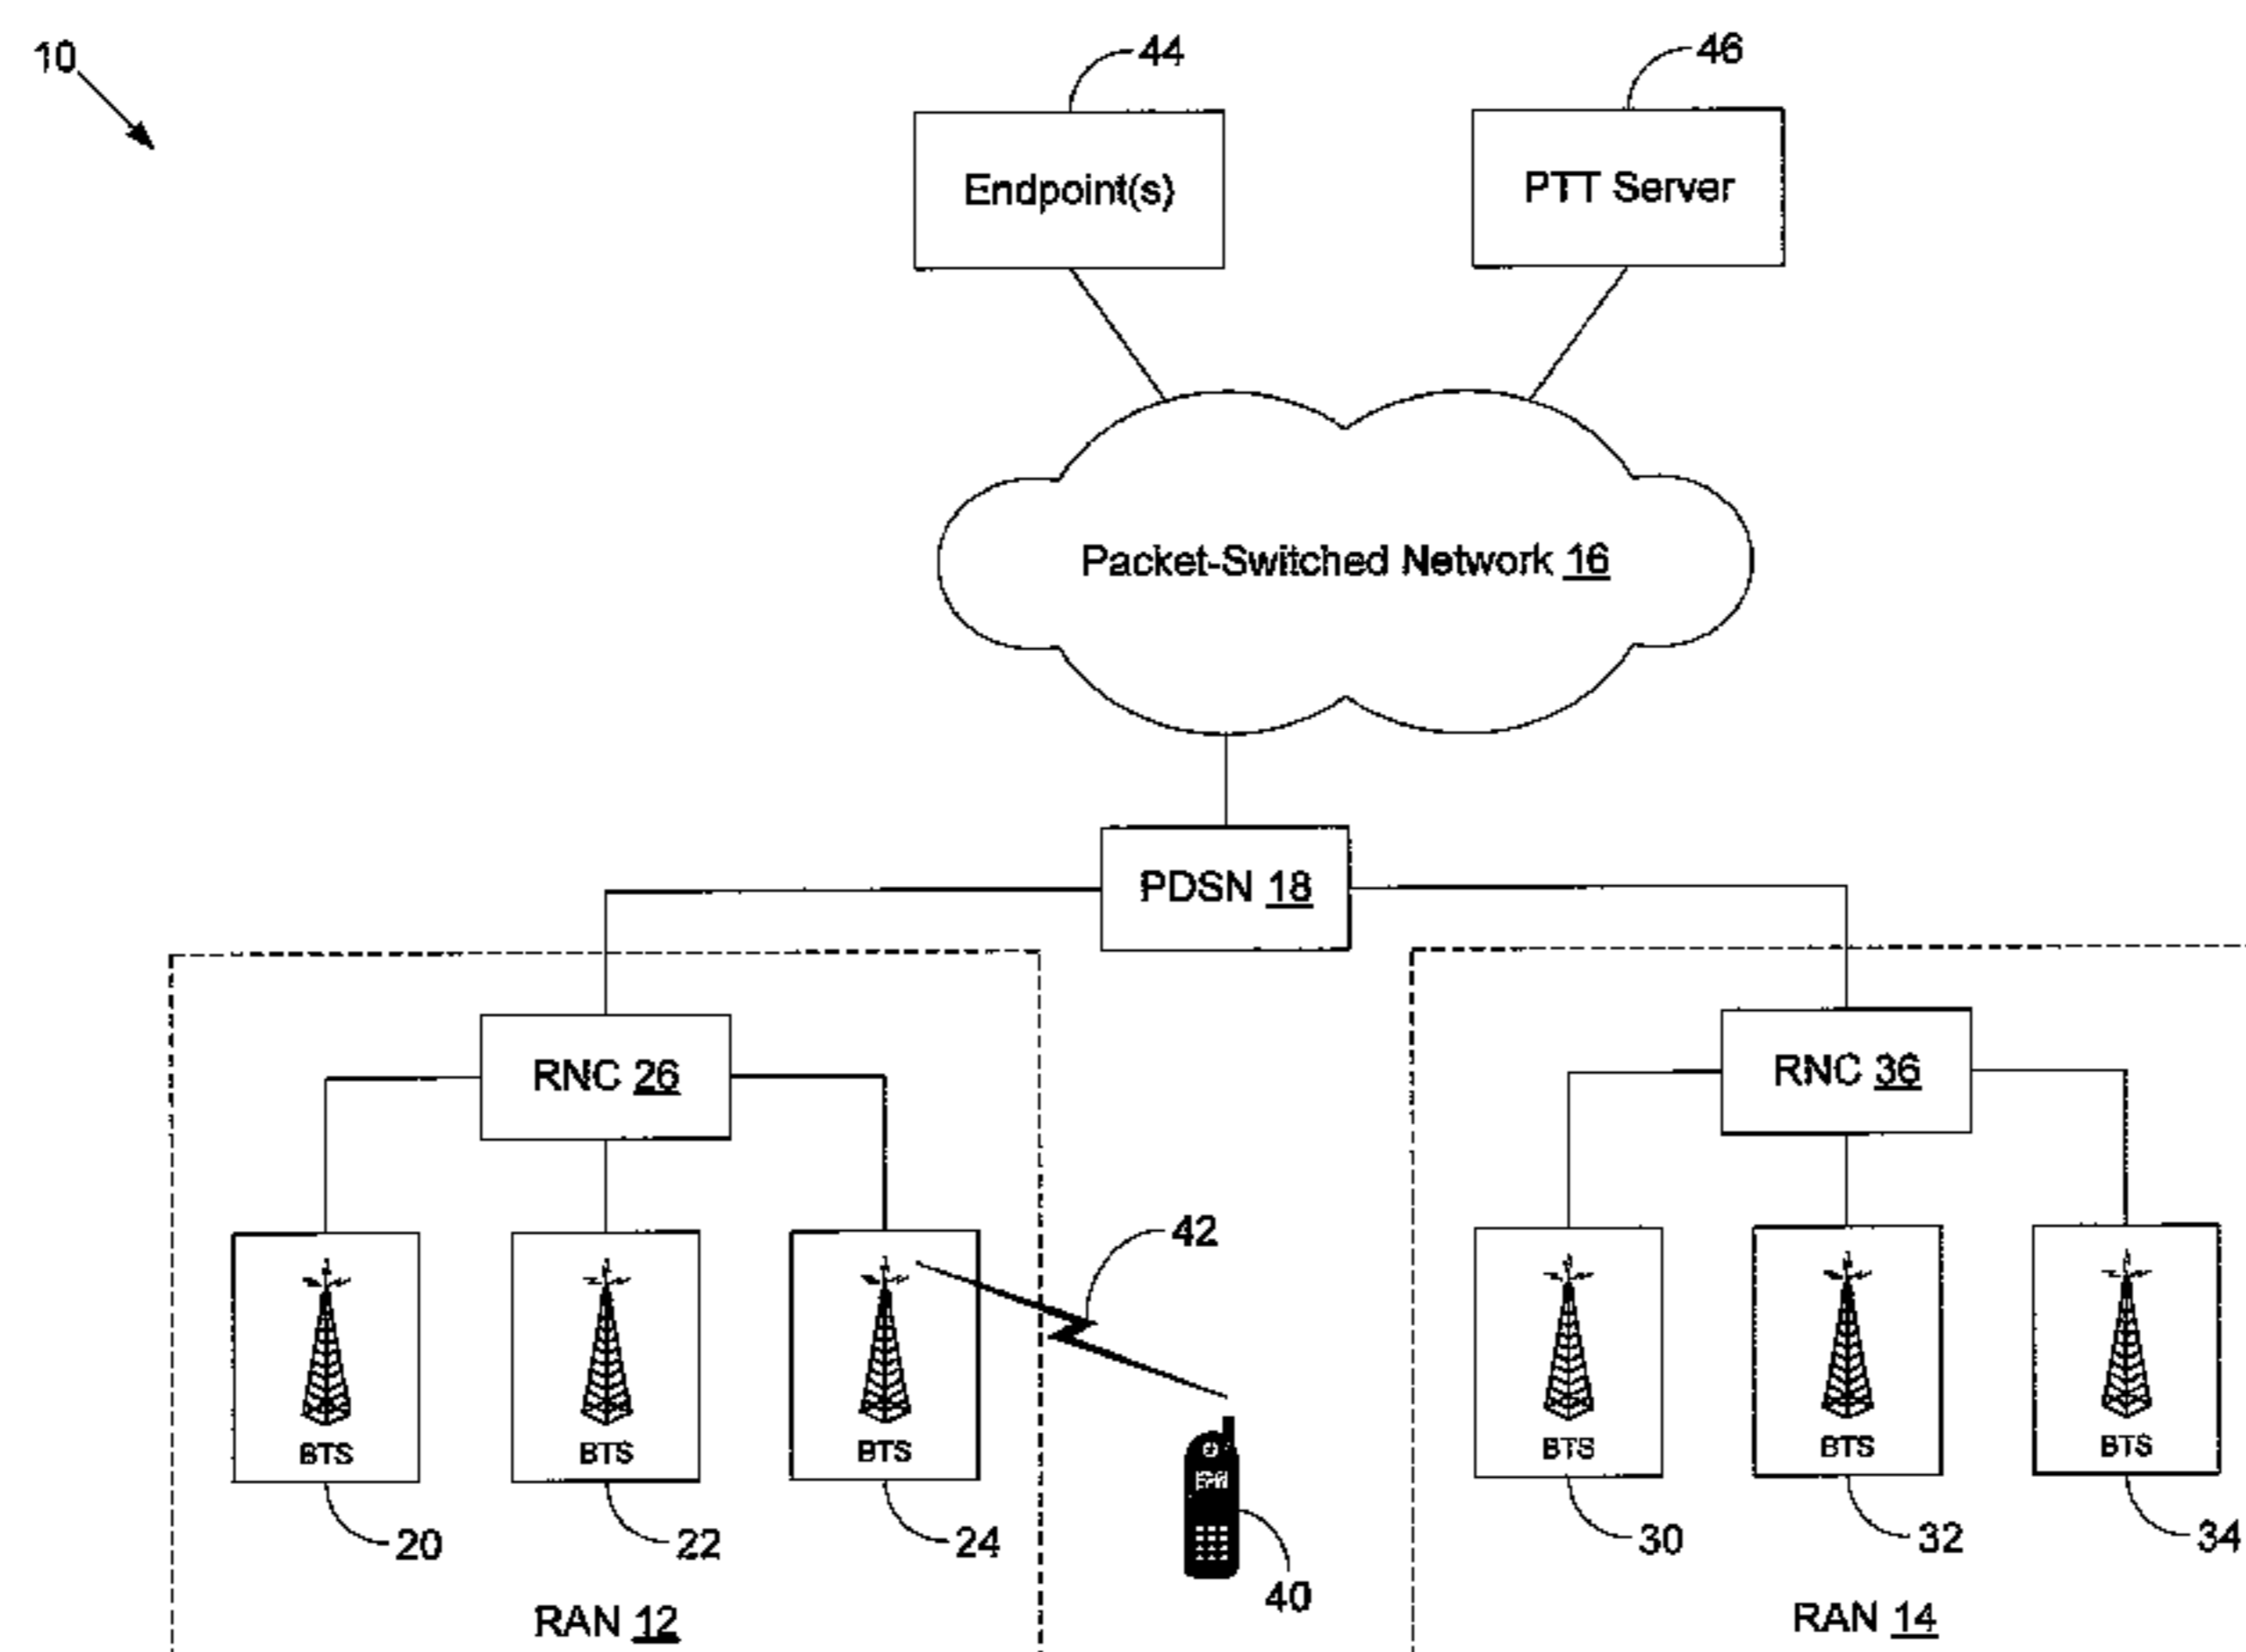 10
44
46
Endpoint(s)
PTT Server
Packet-Switched Network 16
PDSN 18
RNC 26
RNC 36
42
BTS
BTS
BTS
BTS
BTS
BTS
20
22
24
40
30
32
34
RAN 12
RAN 14